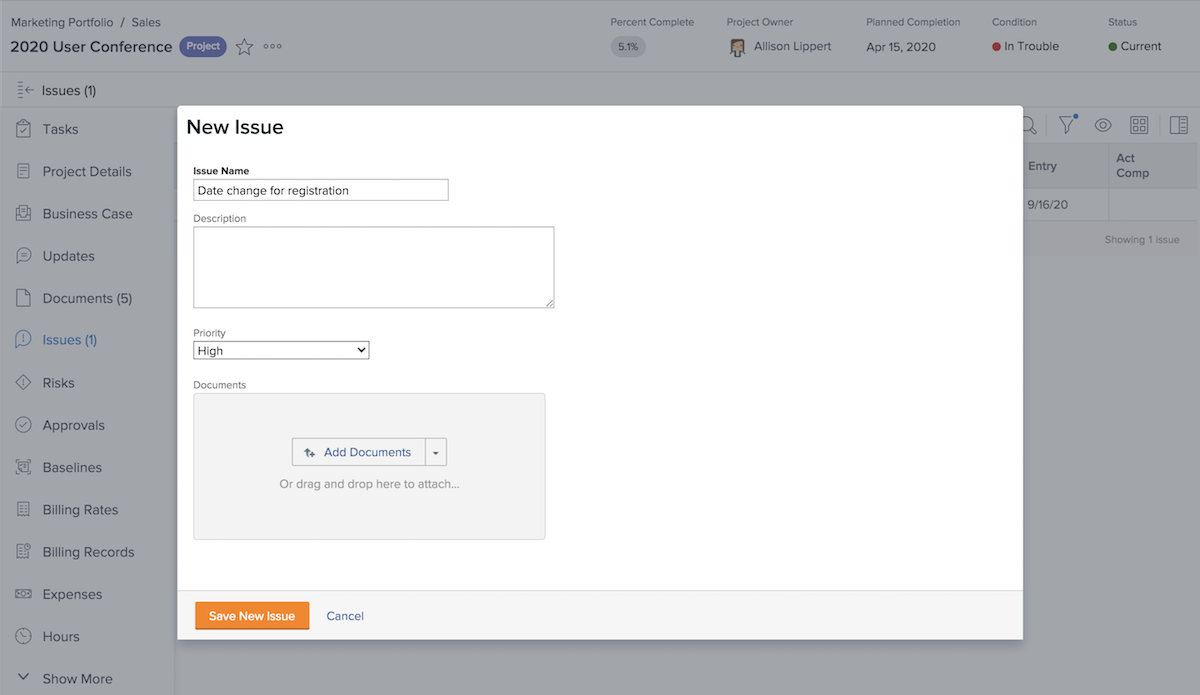 Marketing Portfolio / Sales
2020 User Conference Project
Percent Complete
5.1%
Project Owner
Allison Lippert
Planned Completion
Apr 15, 2020
Condition
In Trouble
Status
Current
Issues (1)
Tasks
Project Details
Business Case
Updates
Documents (5)
Issues (1)
Risks
Approvals
Baselines
Billing Rates
Billing Records
Expenses
Hours
Show More
New Issue
Issue Name
Date change for registration
Description
Priority
High
Documents
Add Documents
Or drag and drop here to attach...
Save New Issue Cancel
Entry
Act
Comp
9/16/20
Showing 1 issue